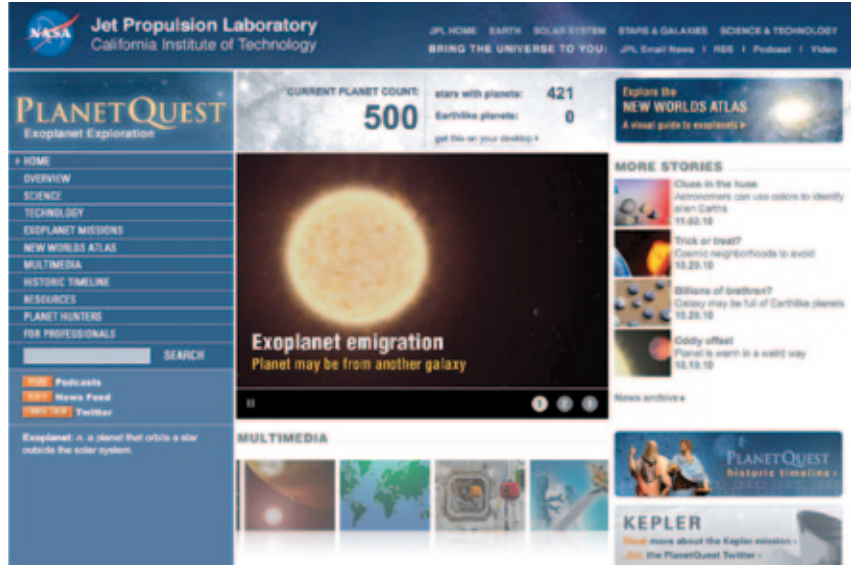 NASA
Jet Propulsion Laboratory
California Institute of Technology
JPL HOME EARTH SOLAR SYSTEM STARS & GALAXIES SCIENCE & TECHNOLOGY
BRING THE UNIVERSE TO YOU: JPL Email News | RSS | Podcast | Video
PLANETQUEST
Exoplanet Exploration
HOME
OVERVIEW
SCIENCE
TECHNOLOGY
EXOPLANET MISSIONS
NEW WORLDS ATLAS
MULTIMEDIA
HISTORIC TIMELINE
RESOURCES
PLANET HUNTERS
FOR PROFESSIONALS
SEARCH
Podcasts
News Feed
Twitter
Exoplanet: n. a planet that orbits a star
outside the solar system.
CURRENT PLANET COUNT:
500
stars with planets: 421
Earthlike planets: 0
get this on your desktop
Exoplanet emigration
Planet may be from another galaxy
1 2 3
MULTIMEDIA
Explore the
NEW WORLDS ATLAS
A visual guide to exoplanets
MORE STORIES
Clues in the hues
Astronomers can use colors to identify
alien Earths
11.02.10
Trick or treat?
Cosmic neighborhoods to avoid
10.29.10
Billions of brethren?
Galaxy may be full of Earthlike planets
10.28.10
Oddly offset
Planet is warm in a weird way
10.19.10
News archive
PLANETQUEST
historic timeline
KEPLER
Read more about the Kepler mission
Join the PlanetQuest Twitter